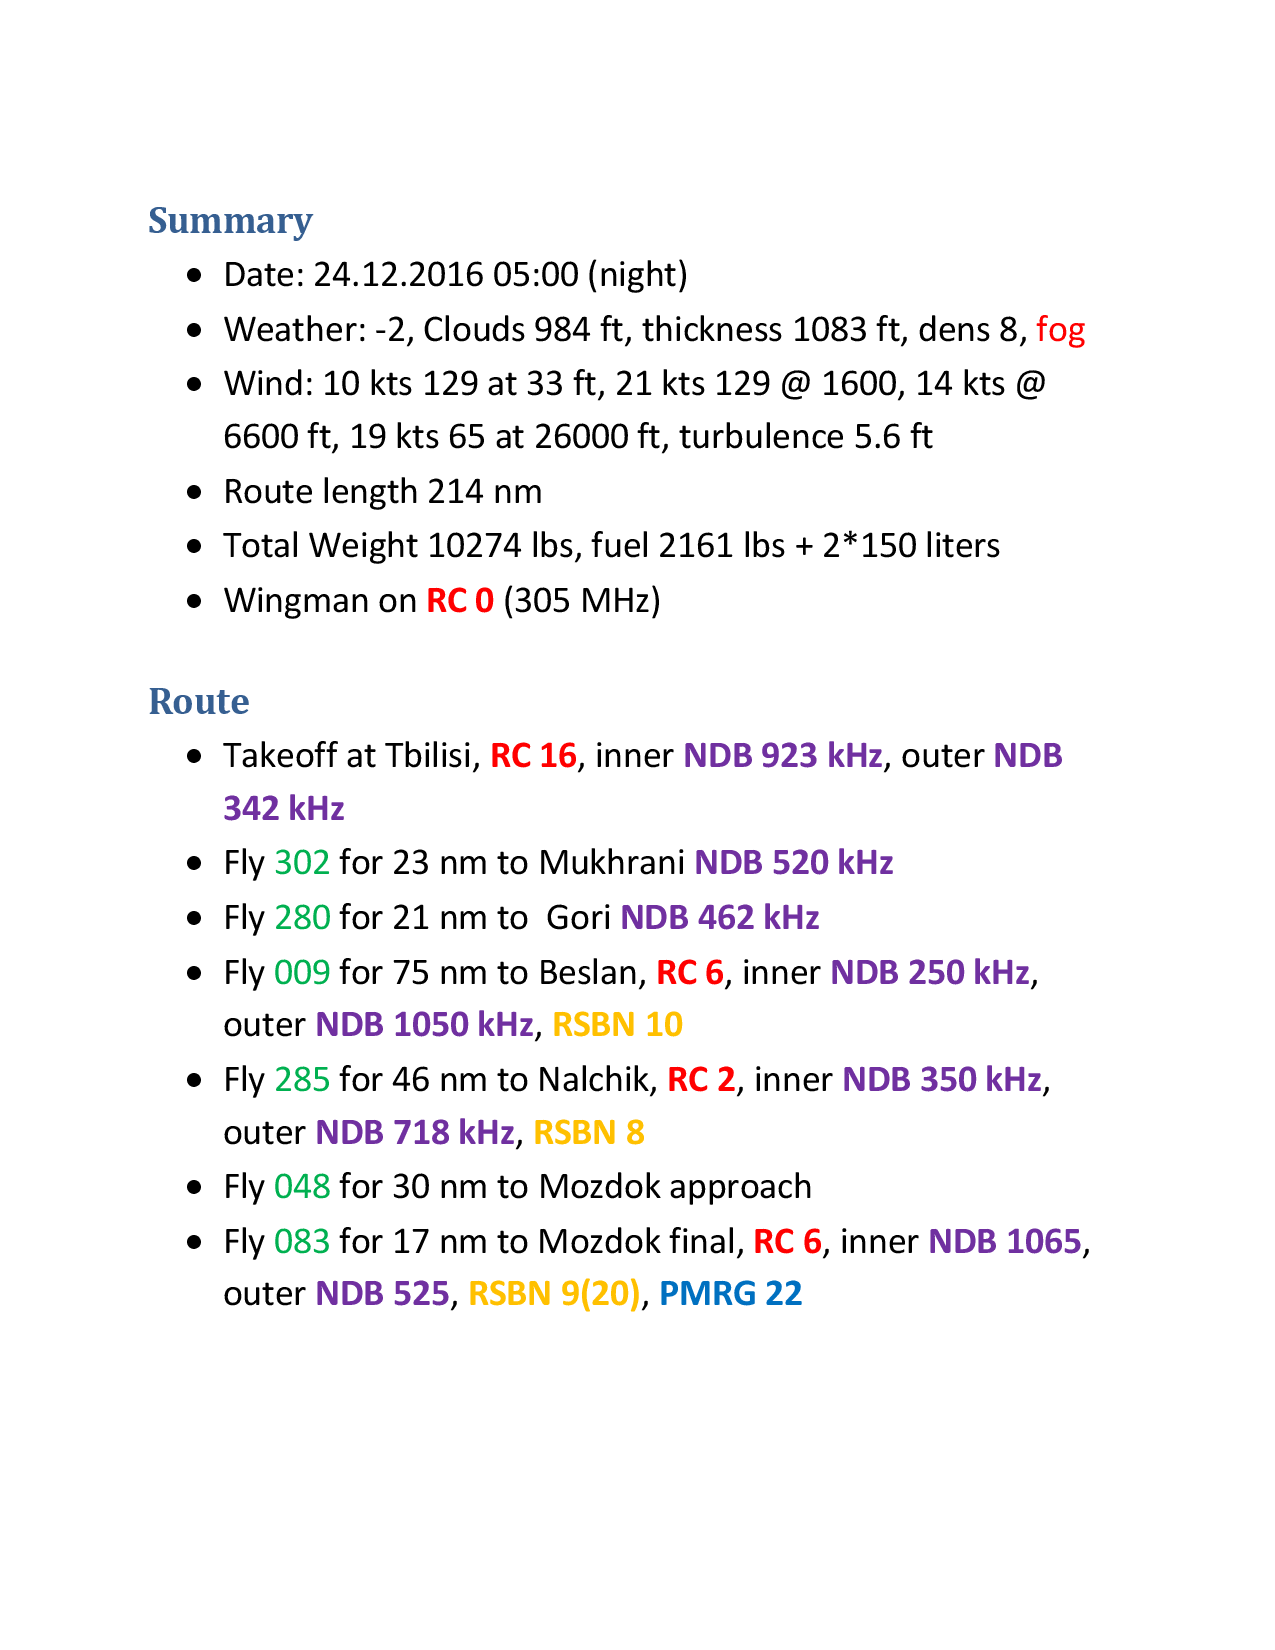 Summary
• Date: 24.12.2016 05:00 (night)
• Weather: -2, Clouds 984 ft, thickness 1083 ft, dens 8, fog
• Wind: 10 kts 129 at 33 ft, 21 kts 129 @ 1600, 14 kts @
6600 ft, 19 kts 65 at 26000 ft, turbulence 5.6 ft
• Route length 214 nm
• Total Weight 10274 lbs, fuel 2161 lbs + 2*150 liters
• Wingman on RC 0 (305 MHz)
Route
• Takeoff at Tbilisi, RC 16, inner NDB 923 kHz, outer NDB
342 kHz
• Fly 302 for 23 nm to Mukhrani NDB 520 kHz
• Fly 280 for 21 nm to  Gori NDB 462 kHz
• Fly 009 for 75 nm to Beslan, RC 6, inner NDB 250 kHz,
outer NDB 1050 kHz, RSBN 10
• Fly 285 for 46 nm to Nalchik, RC 2, inner NDB 350 kHz,
outer NDB 718 kHz, RSBN 8
• Fly 048 for 30 nm to Mozdok approach
• Fly 083 for 17 nm to Mozdok final, RC 6, inner NDB 1065,
outer NDB 525, RSBN 9(20), PMRG 22